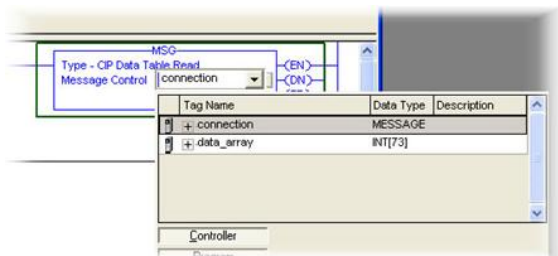 MSG
Type - CIP Data Table Read
(EN)
Message Control connection
(DN)
Tag Name Data Type Description
connection MESSAGE
data_array INT[73]
Controller